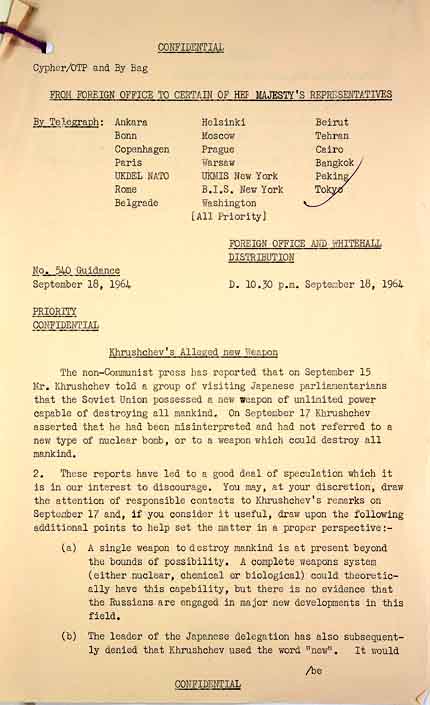 CONFIDENTIAL
Cypher/OTP and By Bag
FROM FOREIGN OFFICE TO CERTAIN OF HER MAJESTY'S REPRESENTATIVES
By Telegraph: Ankara Helsinki Beirut
Bonn Moscow Tehran
Copenhagen Prague Cairo
Paris Warsaw Bangkok
UKDEL NATO UKMIS New York Peking
Rome B.I.S. New York Tokyo
Belgrade Washington
[All Priority]
FOREIGN OFFICE AND WHITEHALL
DISTRIBUTION
No. 540 Guidance
September 18, 1964 D. 10.30 p.m. September 18, 1964
PRIORITY
CONFIDENTIAL
Khrushchev's Alleged new Weapon
The non-Communist press has reported that on September 15
Mr. Khrushchev told a group of visiting Japanese parliamentarians
that the Soviet Union possessed a new weapon of unlimited power
capable of destroying all mankind. On September 17 Khrushchev
asserted that he had been misinterpreted and had not referred to a
new type of nuclear bomb, or to a weapon which could destroy all
mankind.
2. These reports have led to a good deal of speculation which it
is in our interest to discourage. You may, at your discretion, draw
the attention of responsible contacts to Khrushchev's remarks on
September 17 and, if you consider it useful, draw upon the following
additional points to help set the matter in a proper perspective:-
(a) A single weapon to destroy mankind is at present beyond
the bounds of possibility. A complete weapons system
(either nuclear, chemical or biological) could theoretic-
ally have this capability, but there is no evidence that
the Russians are engaged in major new developments in this
field.
(b) The leader of the Japanese delegation has also subsequent-
ly denied that Khrushchev used the word "new". It would
/be
CONFIDENTIAL